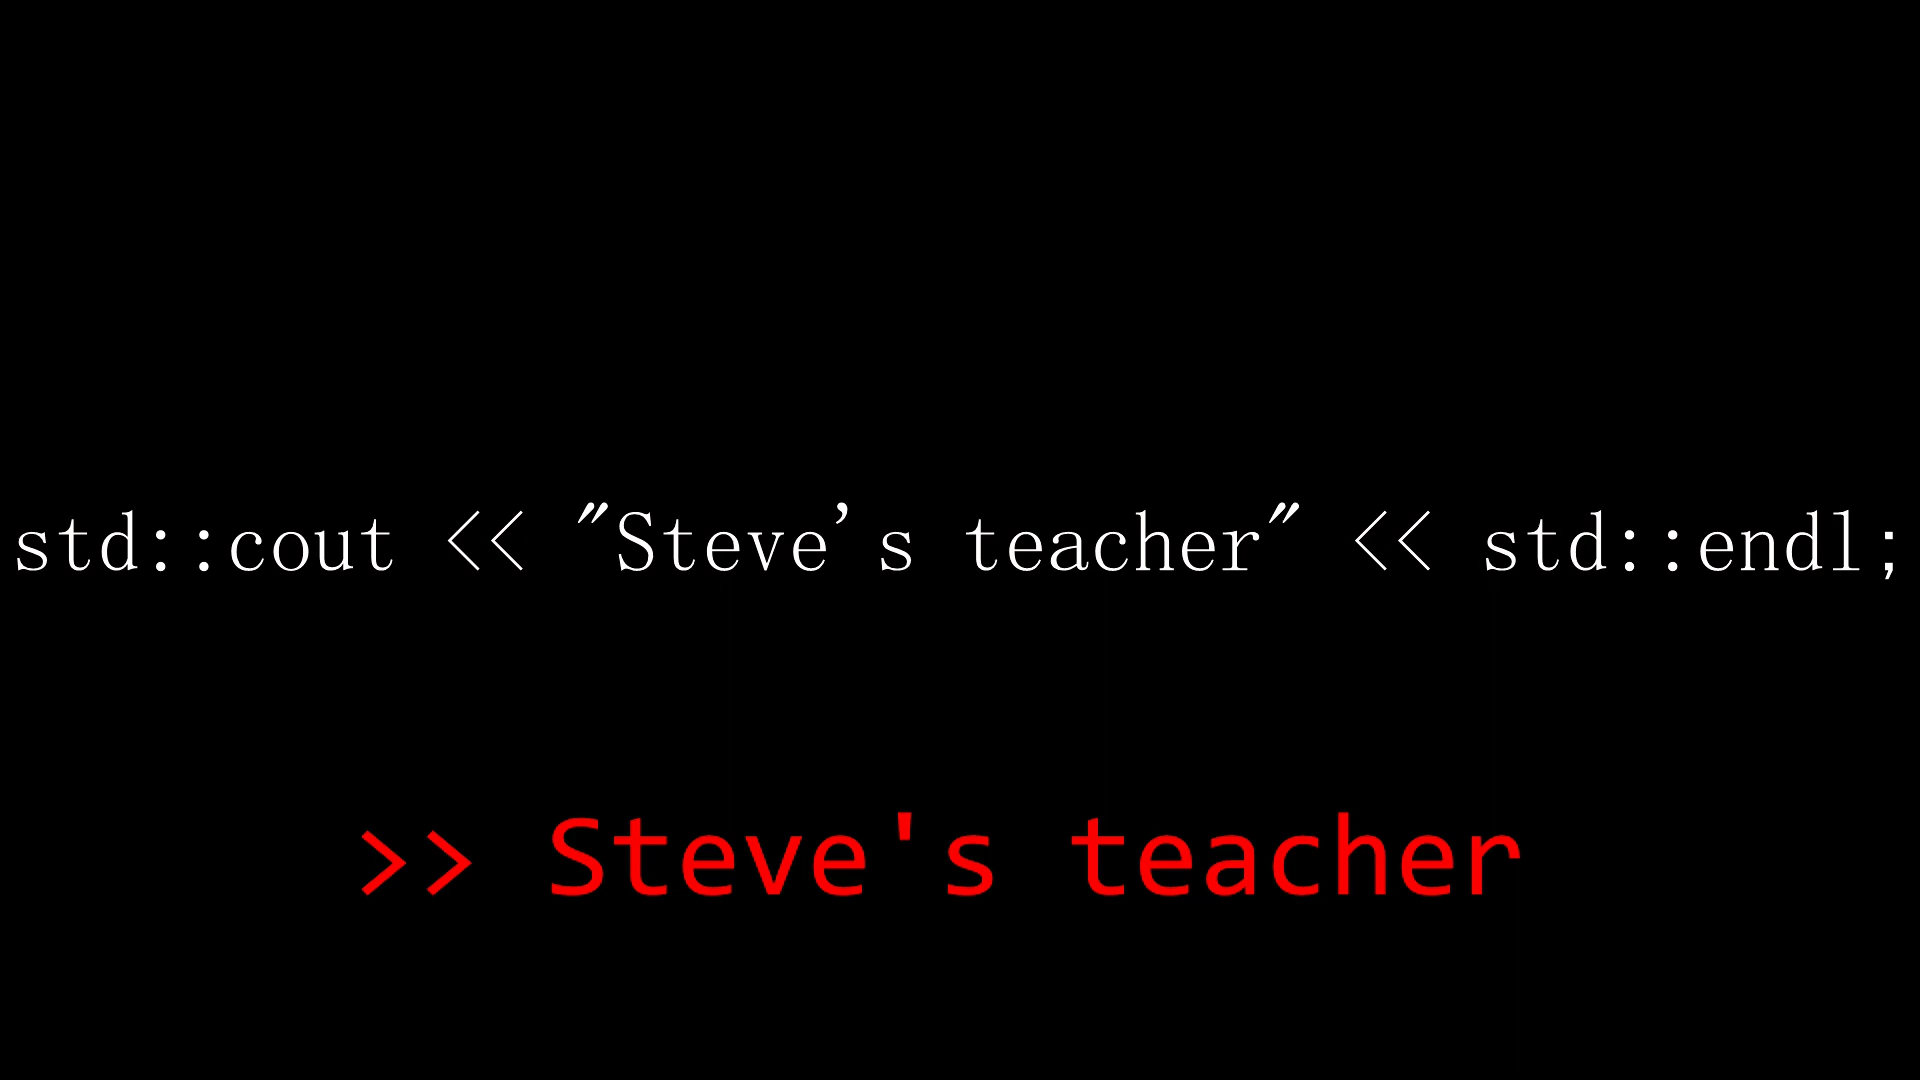 std::cout << "Steve's teacher" << std::endl;
>> Steve's teacher